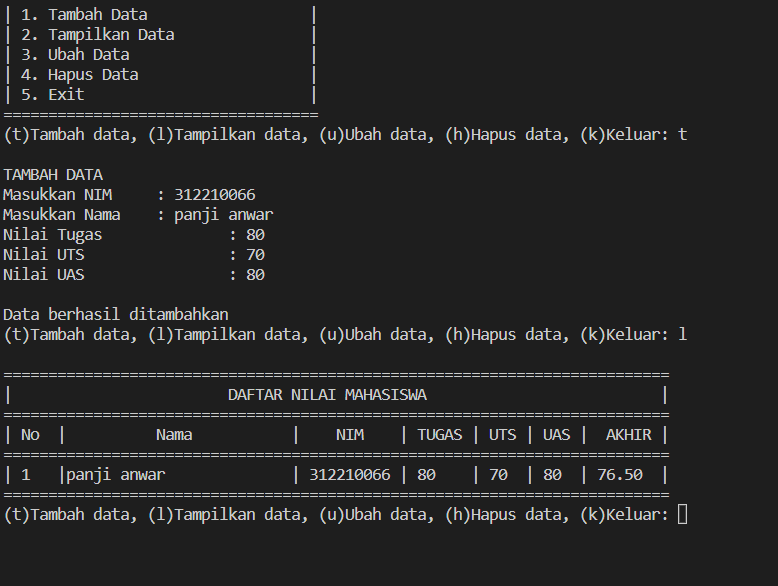 | 1. Tambah Data                  |
| 2. Tampilkan Data               |
| 3. Ubah Data                    |
| 4. Hapus Data                   |
| 5. Exit                         |
===================================
(t)Tambah data, (l)Tampilkan data, (u)Ubah data, (h)Hapus data, (k)Keluar: t
TAMBAH DATA
Masukkan NIM     : 312210066
Masukkan Nama    : panji anwar
Nilai Tugas              : 80
Nilai UTS                : 70
Nilai UAS                : 80
Data berhasil ditambahkan
(t)Tambah data, (l)Tampilkan data, (u)Ubah data, (h)Hapus data, (k)Keluar: l
==========================================================================
|                        DAFTAR NILAI MAHASISWA                          |
==========================================================================
| No  |          Nama           |    NIM    | TUGAS | UTS | UAS |  AKHIR |
==========================================================================
| 1   |panji anwar              | 312210066 | 80    | 70  | 80  | 76.50  |
==========================================================================
(t)Tambah data, (l)Tampilkan data, (u)Ubah data, (h)Hapus data, (k)Keluar: